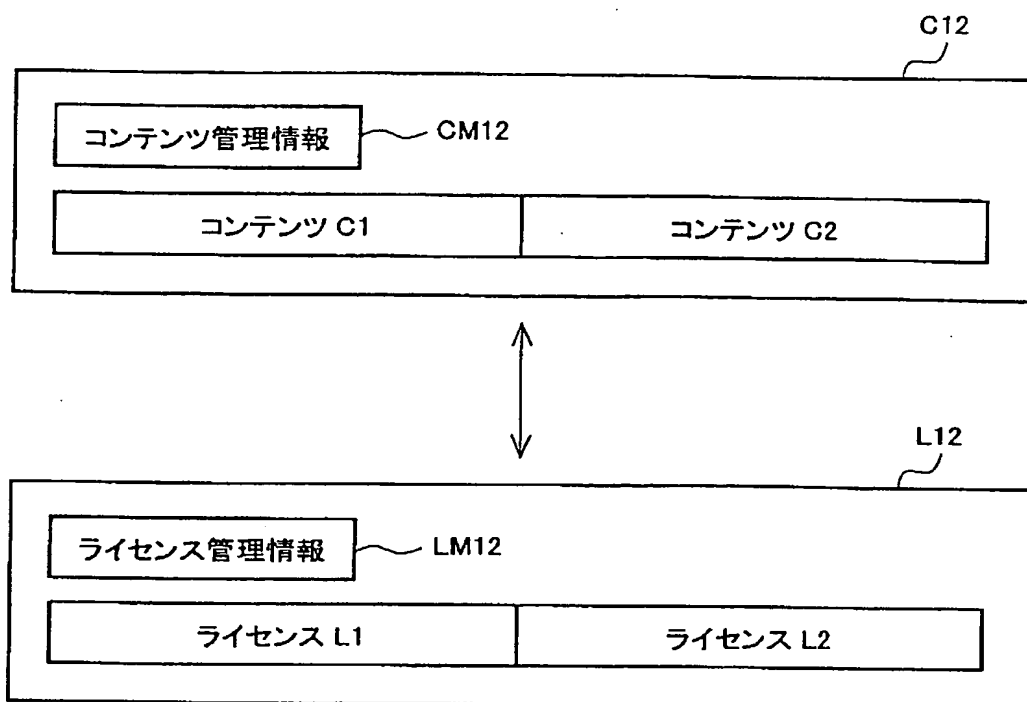 C12
コンテンツ管理情報
CM12
コンテンツ C1
コンテンツ C2
L12
ライセンス管理情報
LM12
ライセンス L1
ライセンス L2